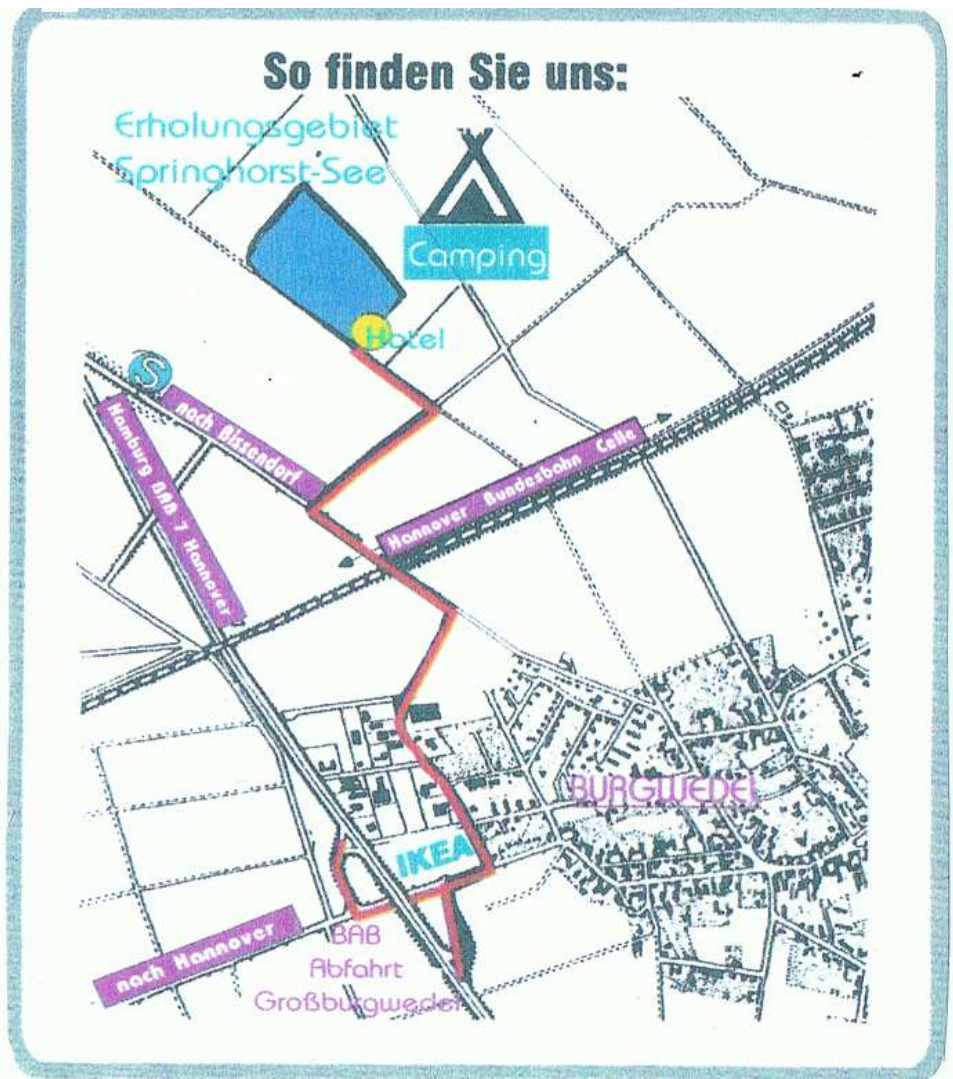 So finden Sie uns:
Erholungsgebiet
Springhorst-See
Camping
Hotel
S
nach Bissendorf
Hamburg BAB 7 Hannover
Hannover Bundesbahn Celle
BURGWEDEL
IKEA
nach Hannover
BAB
Abfahrt
Großburgwedel